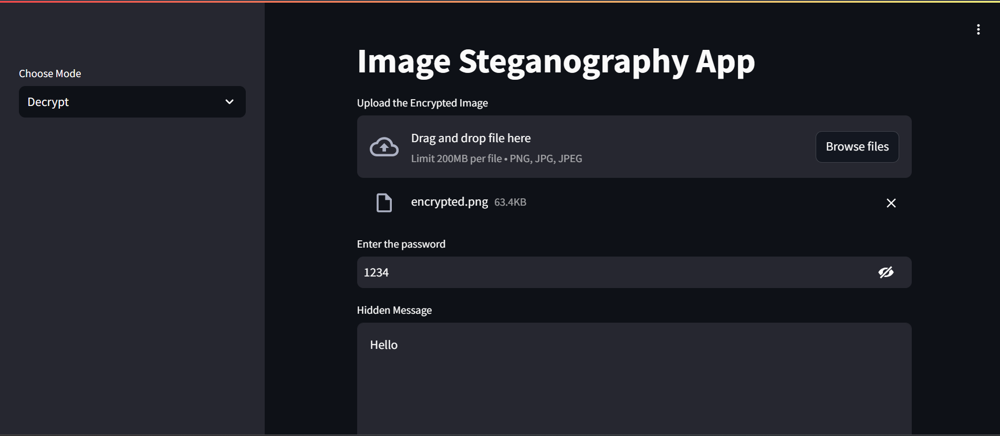 Choose Mode
Decrypt
Image Steganography App
Upload the Encrypted Image
Drag and drop file here
Limit 200MB per file • PNG, JPG, JPEG
Browse files
encrypted.png 63.4KB
Enter the password
1234
Hidden Message
Hello